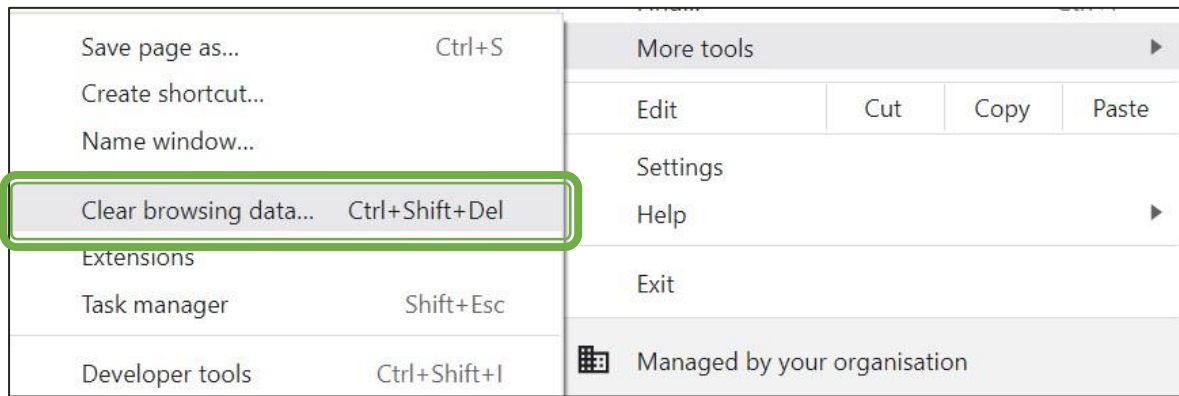 Save page as... Ctrl+S
Create shortcut...
Name window...
Clear browsing data... Ctrl+Shift+Del
Extensions
Task manager Shift+Esc
Developer tools Ctrl+Shift+I
More tools
Edit Cut Copy Paste
Settings
Help
Exit
Managed by your organisation